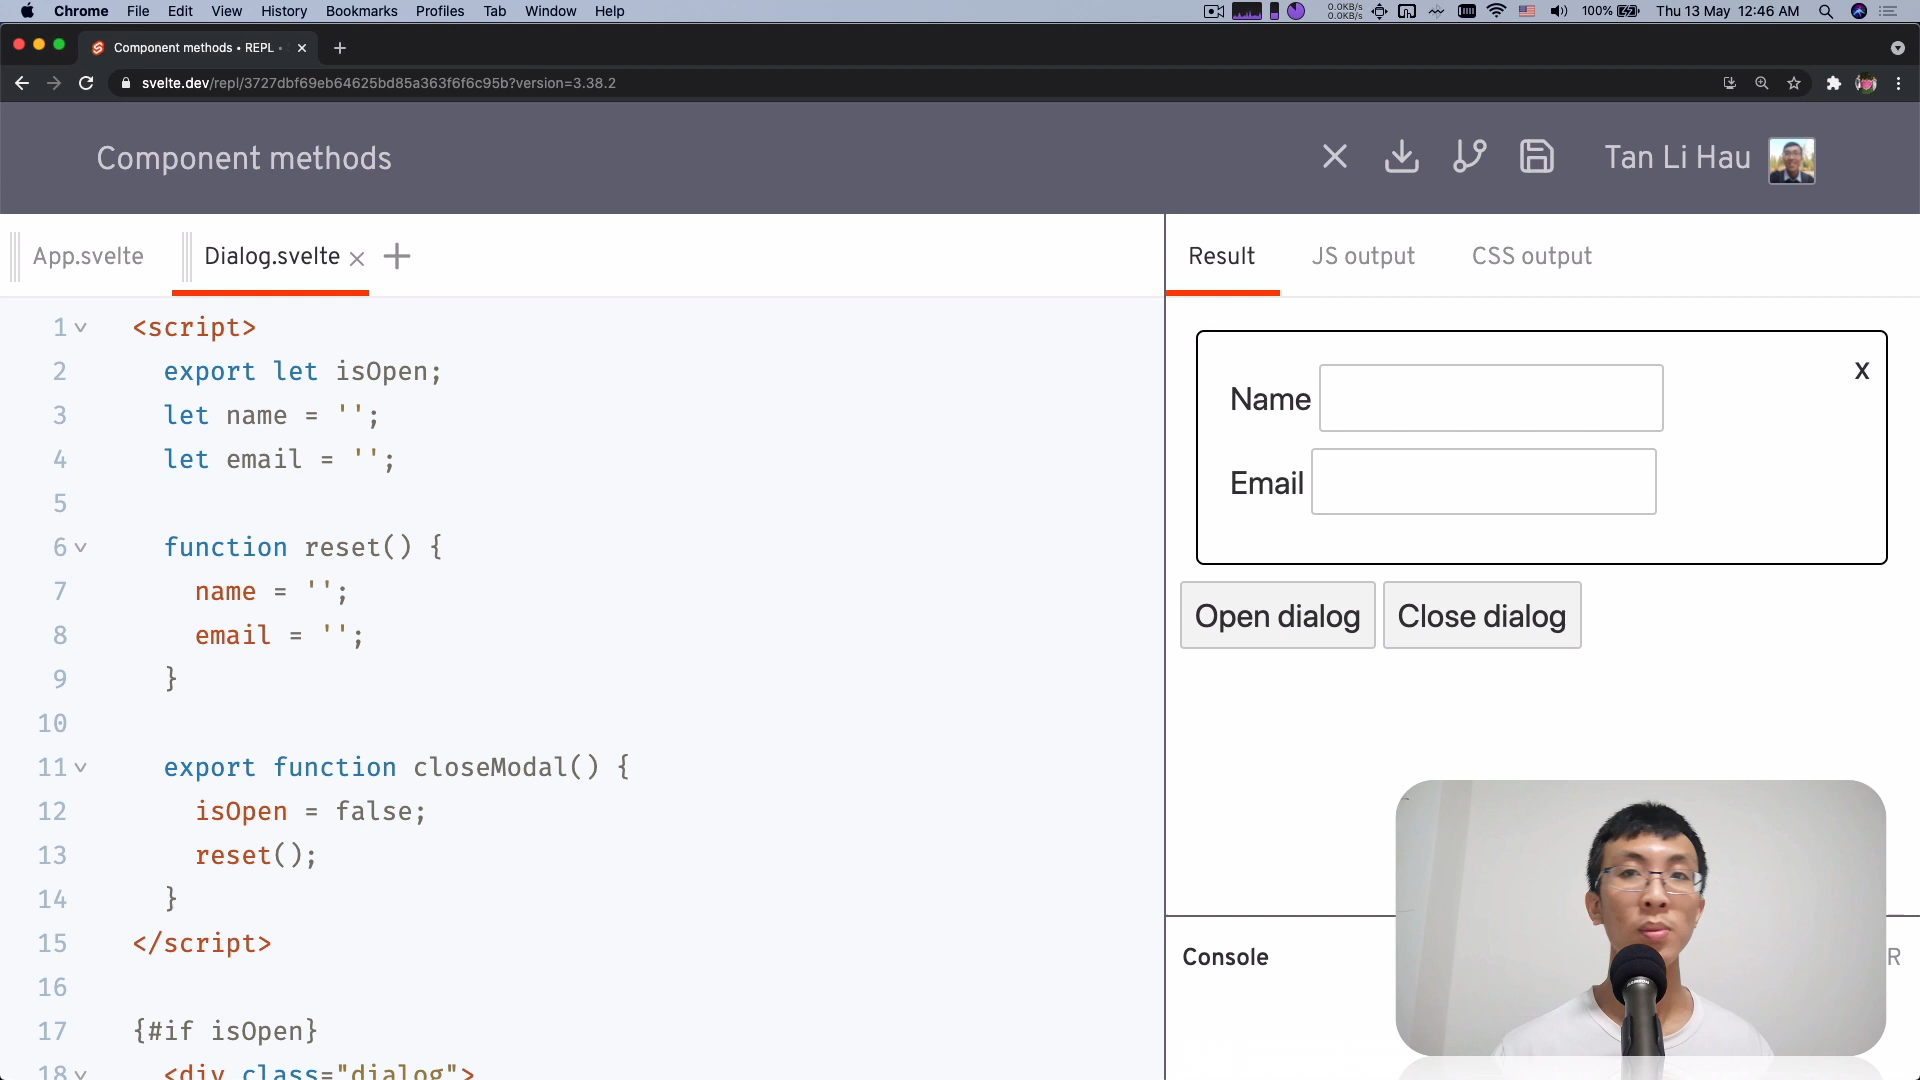 Chrome File Edit View History Bookmarks Profiles Tab Window Help
0.0KB/s
0.0KB/s
100%
Thu 13 May 12:46 AM
Component methods • REPL •
svelte.dev/repl/3727dbf69eb64625bd85a363f6f6c95b?version=3.38.2
Component methods
Tan Li Hau
App.svelte
Dialog.svelte
Result
JS output
CSS output
1 <script>
2 export let isOpen;
3 let name = '';
4 let email = '';
5
6 function reset() {
7 name = '';
8 email = '';
9 }
10
11 export function closeModal() {
12 isOpen = false;
13 reset();
14 }
15 </script>
16
17 {#if isOpen}
18 <div class="dialog">
x
Name
Email
Open dialog
Close dialog
Console
R